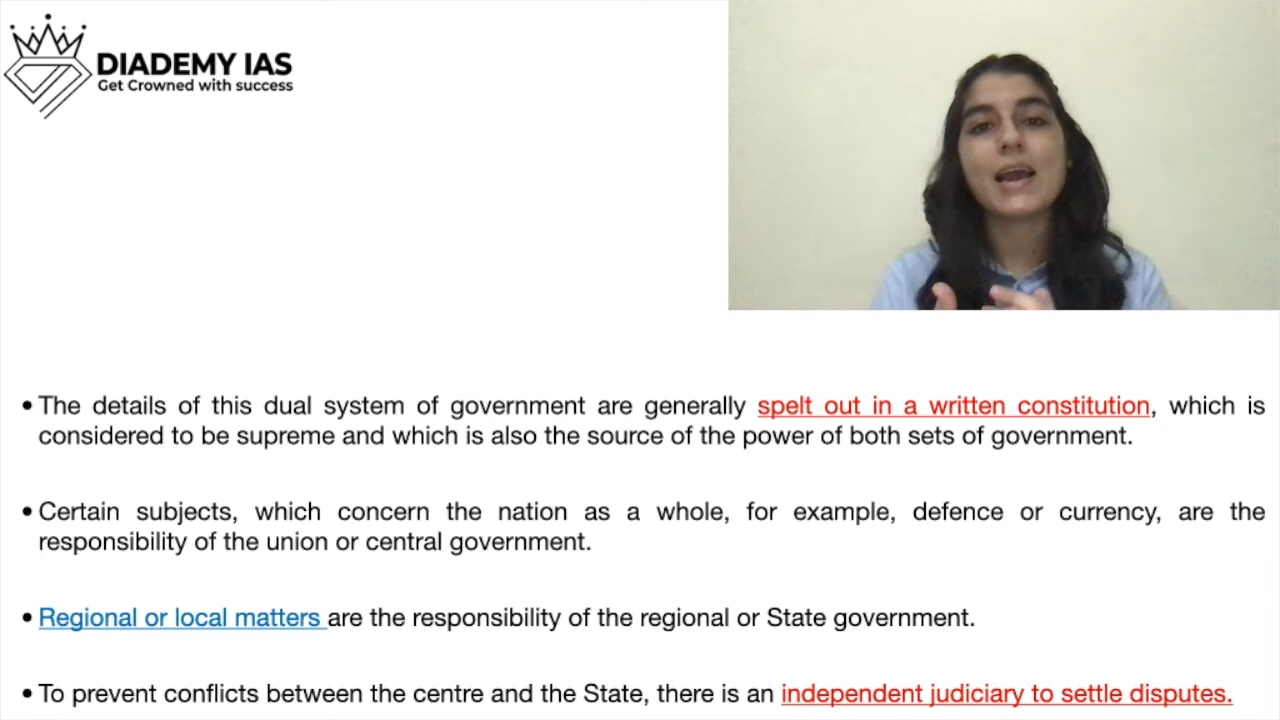 DIADEMY IAS
Get Crowned with success
• The details of this dual system of government are generally spelt out in a written constitution, which is
considered to be supreme and which is also the source of the power of both sets of government.
• Certain subjects, which concern the nation as a whole, for example, defence or currency, are the
responsibility of the union or central government.
• Regional or local matters are the responsibility of the regional or State government.
• To prevent conflicts between the centre and the State, there is an independent judiciary to settle disputes.